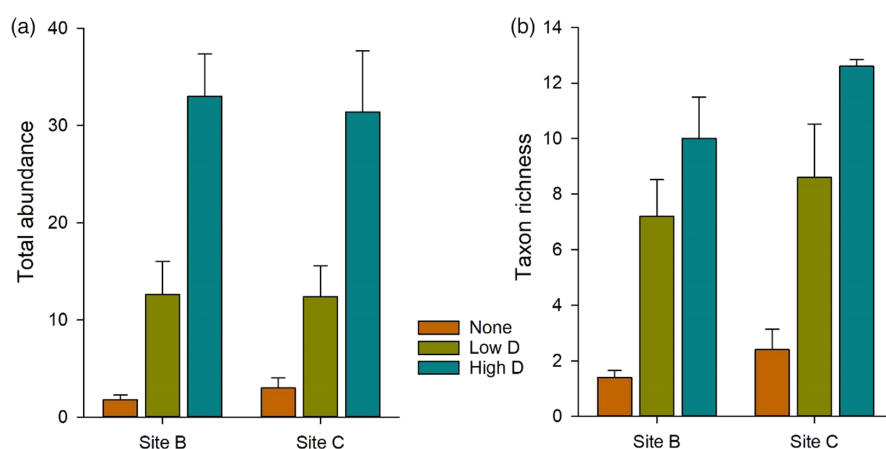 (a)
Total abundance
40
30
20
10
0
Site B
Site C
None
Low D
High D
(b)
Taxon richness
14
12
10
8
6
4
2
0
Site B
Site C